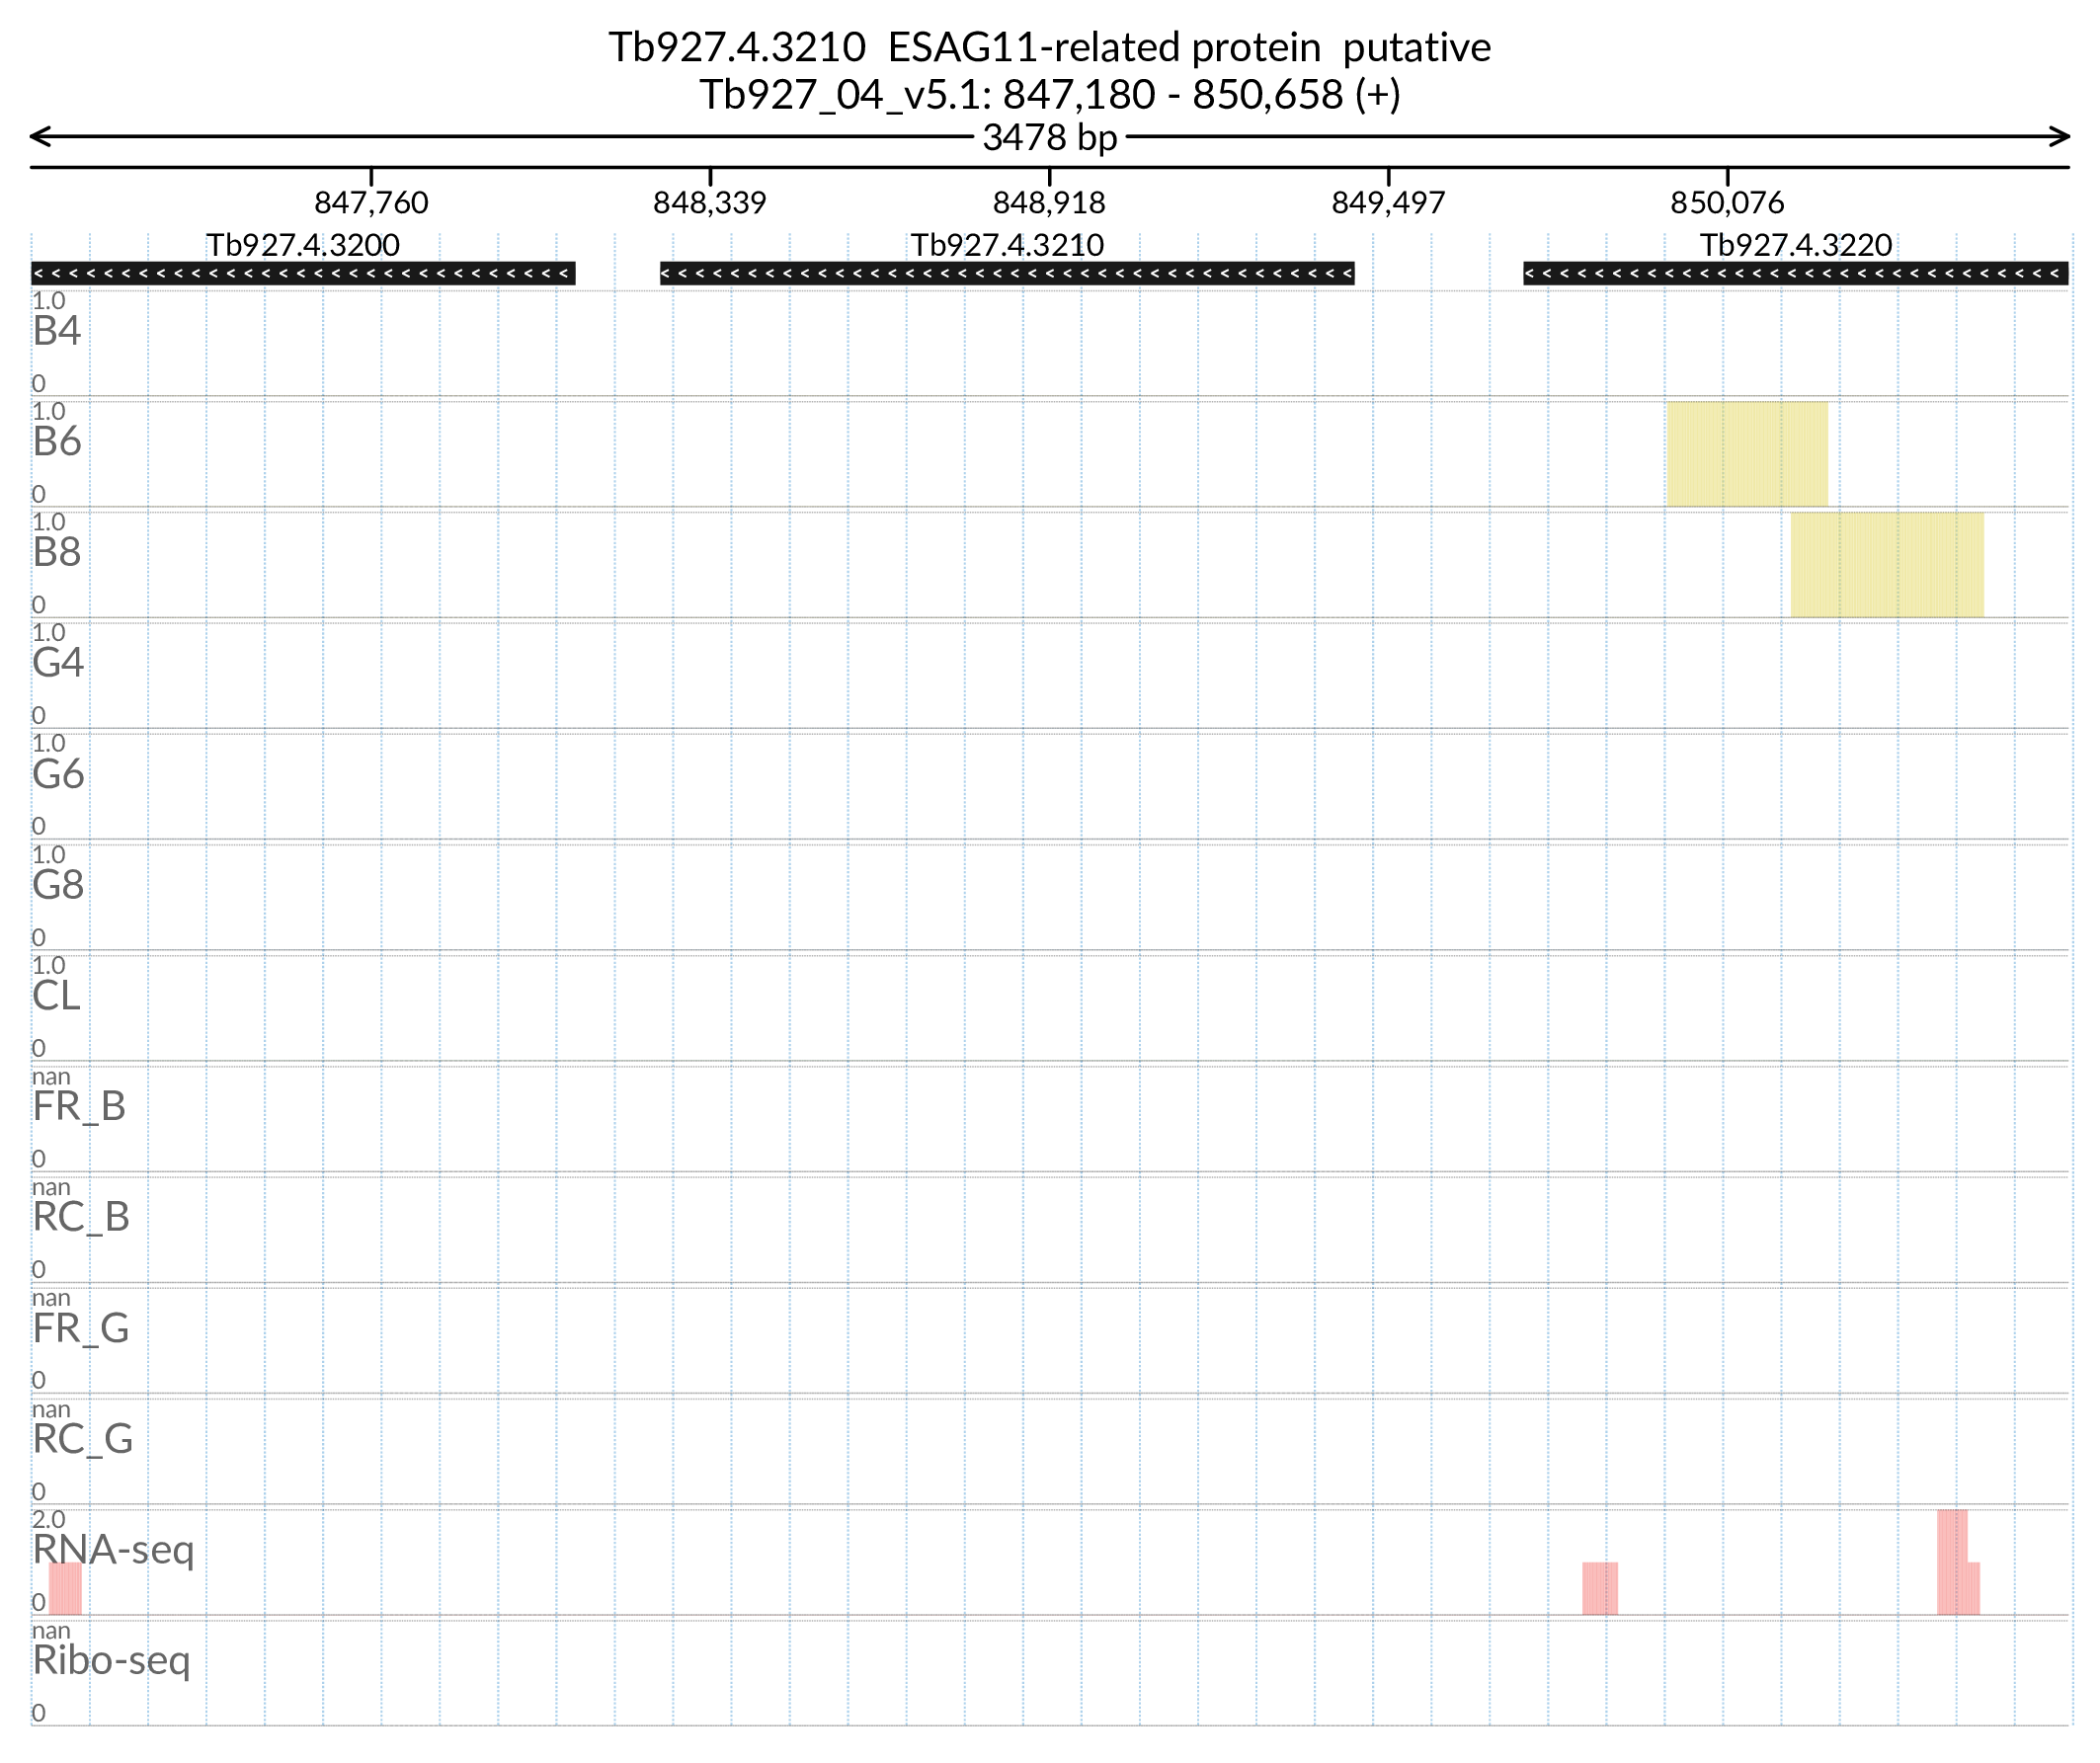 Tb927.4.3210  ESAG11-related protein  putative
Tb927_04_v5.1: 847,180 - 850,658 (+)
3478 bp
847,760 848,339 848,918 849,497 850,076
Tb927.4.3200 Tb927.4.3210 Tb927.4.3220
1.0
B4
0
1.0
B6
0
1.0
B8
0
1.0
G4
0
1.0
G6
0
1.0
G8
0
1.0
CL
0
nan
FR_B
0
nan
RC_B
0
nan
FR_G
0
nan
RC_G
0
2.0
RNA-seq
0
nan
Ribo-seq
0